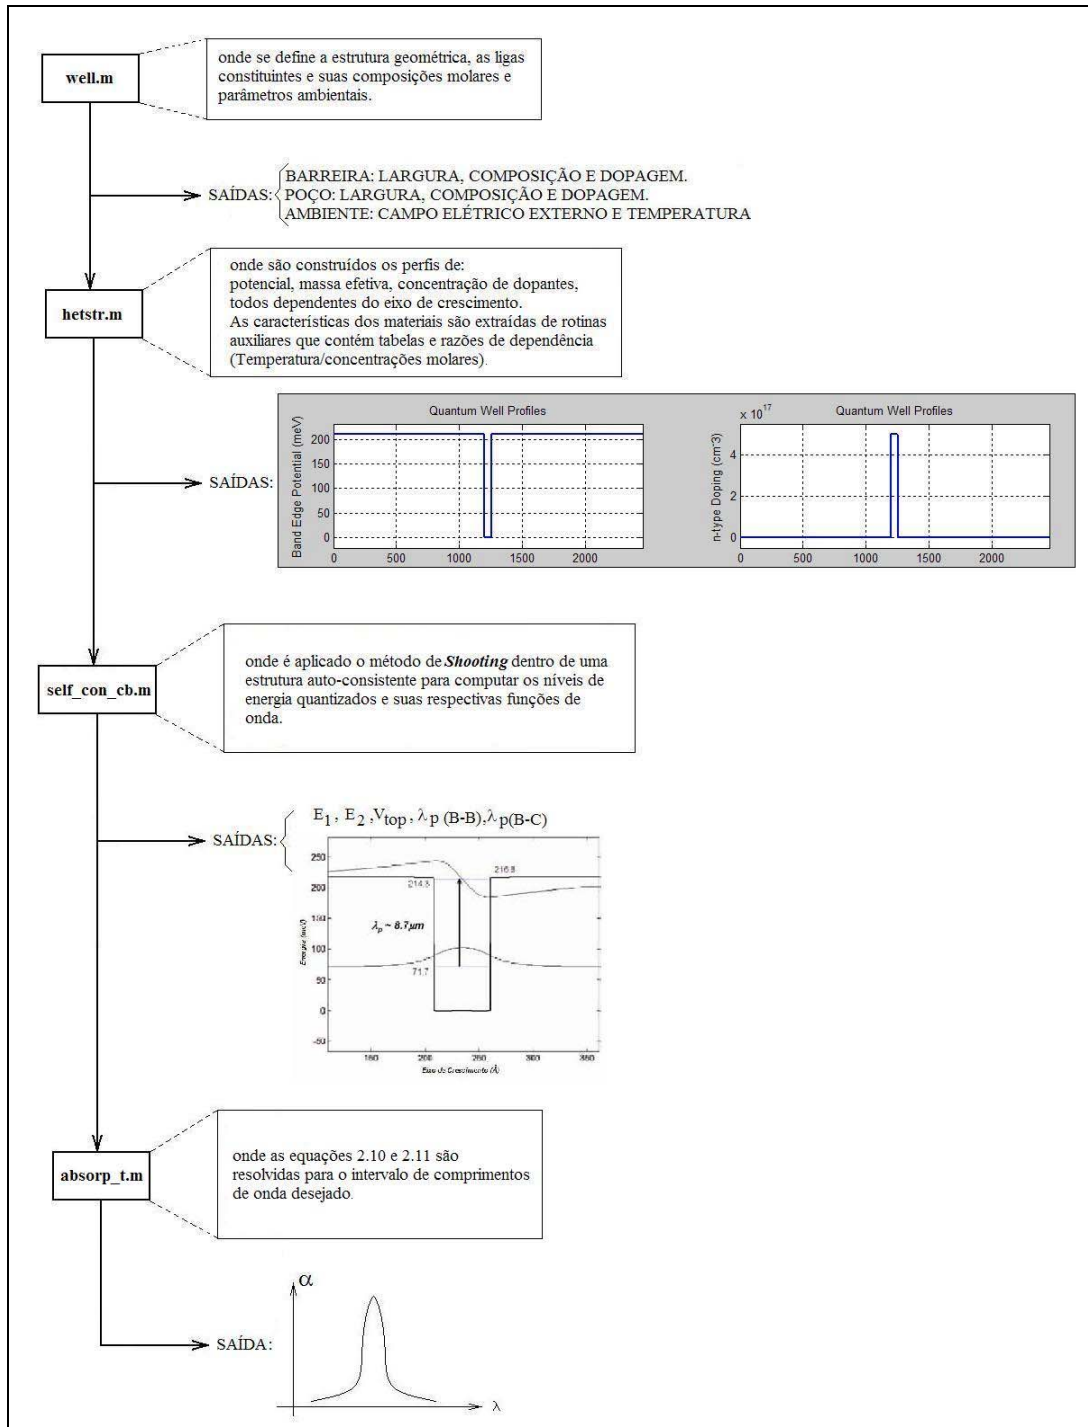 well.m
onde se define a estrutura geométrica, as ligas
constituintes e suas composições molares e
parâmetros ambientais.
SAÍDAS:
BARREIRA: LARGURA, COMPOSIÇÃO E DOPAGEM.
POÇO: LARGURA, COMPOSIÇÃO E DOPAGEM.
AMBIENTE: CAMPO ELÉTRICO EXTERNO E TEMPERATURA
hetstr.m
onde são construídos os perfis de:
potencial, massa efetiva, concentração de dopantes,
todos dependentes do eixo de crescimento.
As características dos materiais são extraídas de rotinas
auxiliares que contém tabelas e razões de dependência
(Temperatura/concentrações molares).
SAÍDAS:
Quantum Well Profiles
Band Edge Potential (meV)
200
150
100
50
0
0 500 1000 1500 2000
x 10^17 Quantum Well Profiles
n-type Doping (cm-3)
4
2
0
0 500 1000 1500 2000
self_con_cb.m
onde é aplicado o método de Shooting dentro de uma
estrutura auto-consistente para computar os níveis de
energia quantizados e suas respectivas funções de
onda.
SAÍDAS:
E1 , E2 ,Vtop , λp (B-B),λp(B-C)
250
200
150
100
50
0
-50
214.3
216.8
λp ~ 8.7μm
71.7
Energia (meV)
200 300
Eixo de Crescimento (Å)
absorp_t.m
onde as equações 2.10 e 2.11 são
resolvidas para o intervalo de comprimentos
de onda desejado.
SAÍDA:
α
λ